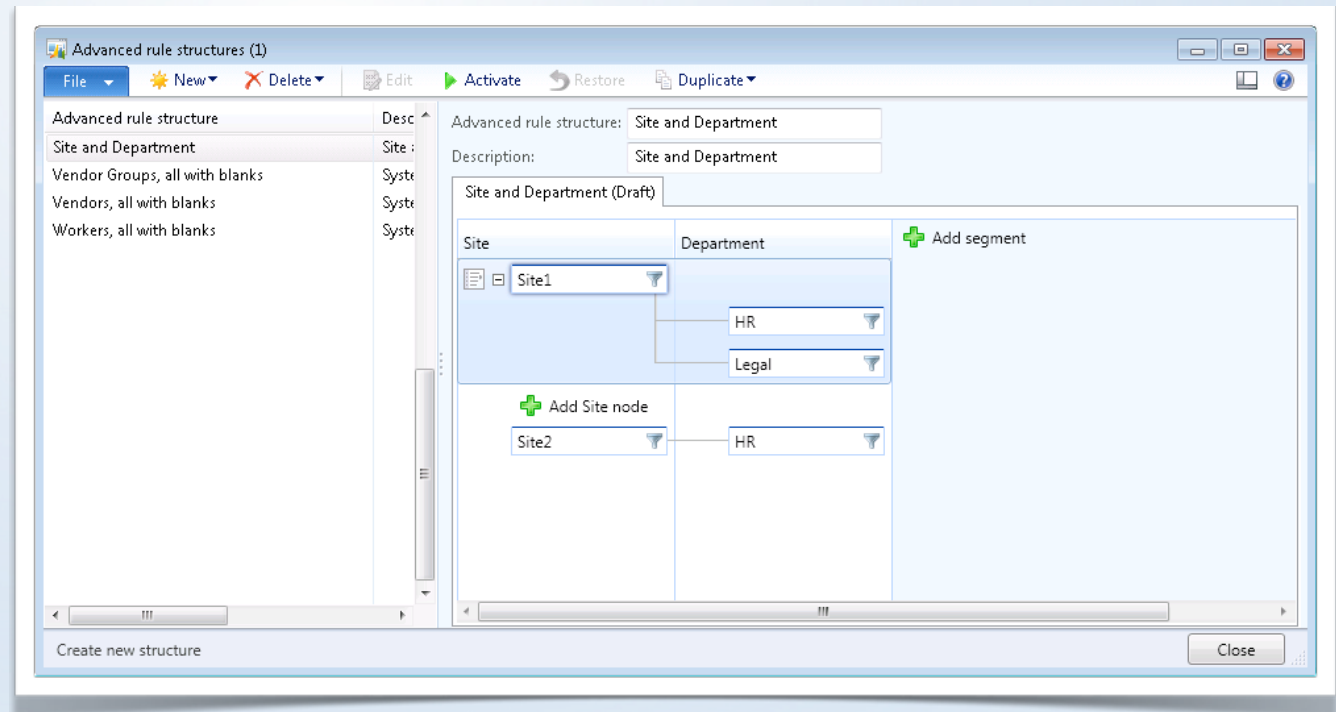 Advanced rule structures (1)
File New Delete Edit Activate Restore Duplicate
Advanced rule structure Desc
Site and Department Site
Vendor Groups, all with blanks Syste
Vendors, all with blanks Syste
Workers, all with blanks Syste
Advanced rule structure: Site and Department
Description: Site and Department
Site and Department (Draft)
Site Department Add segment
Site1
HR
Legal
Add Site node
Site2 HR
Create new structure Close